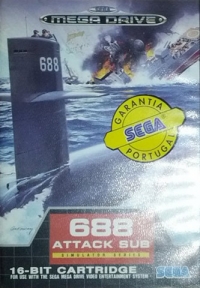 SEGA
MEGA DRIVE
688
GARANTIA
SEGA
PORTUGAL
688
ATTACK SUB
SIMULATOR SERIES
16-BIT CARTRIDGE
FOR USE WITH THE SEGA MEGA DRIVE VIDEO ENTERTAINMENT SYSTEM
SEGA